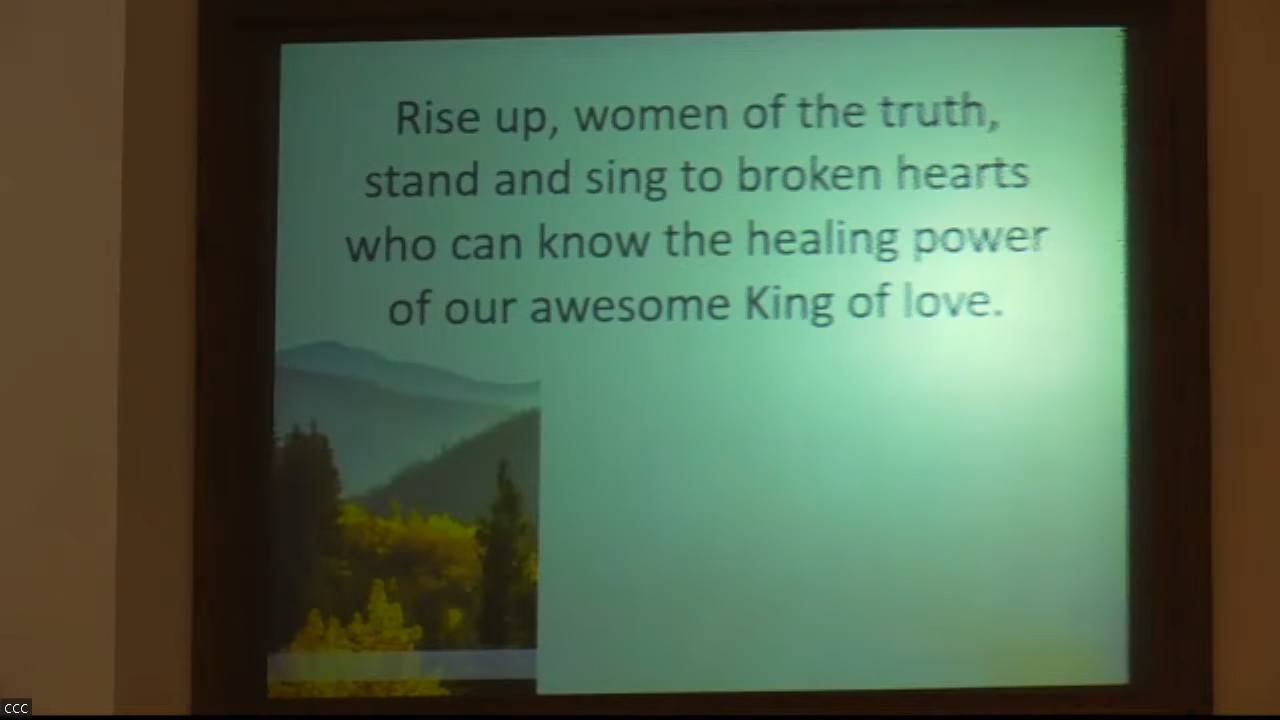 Rise up, women of the truth,
stand and sing to broken hearts
who can know the healing power
of our awesome King of love.
CCC